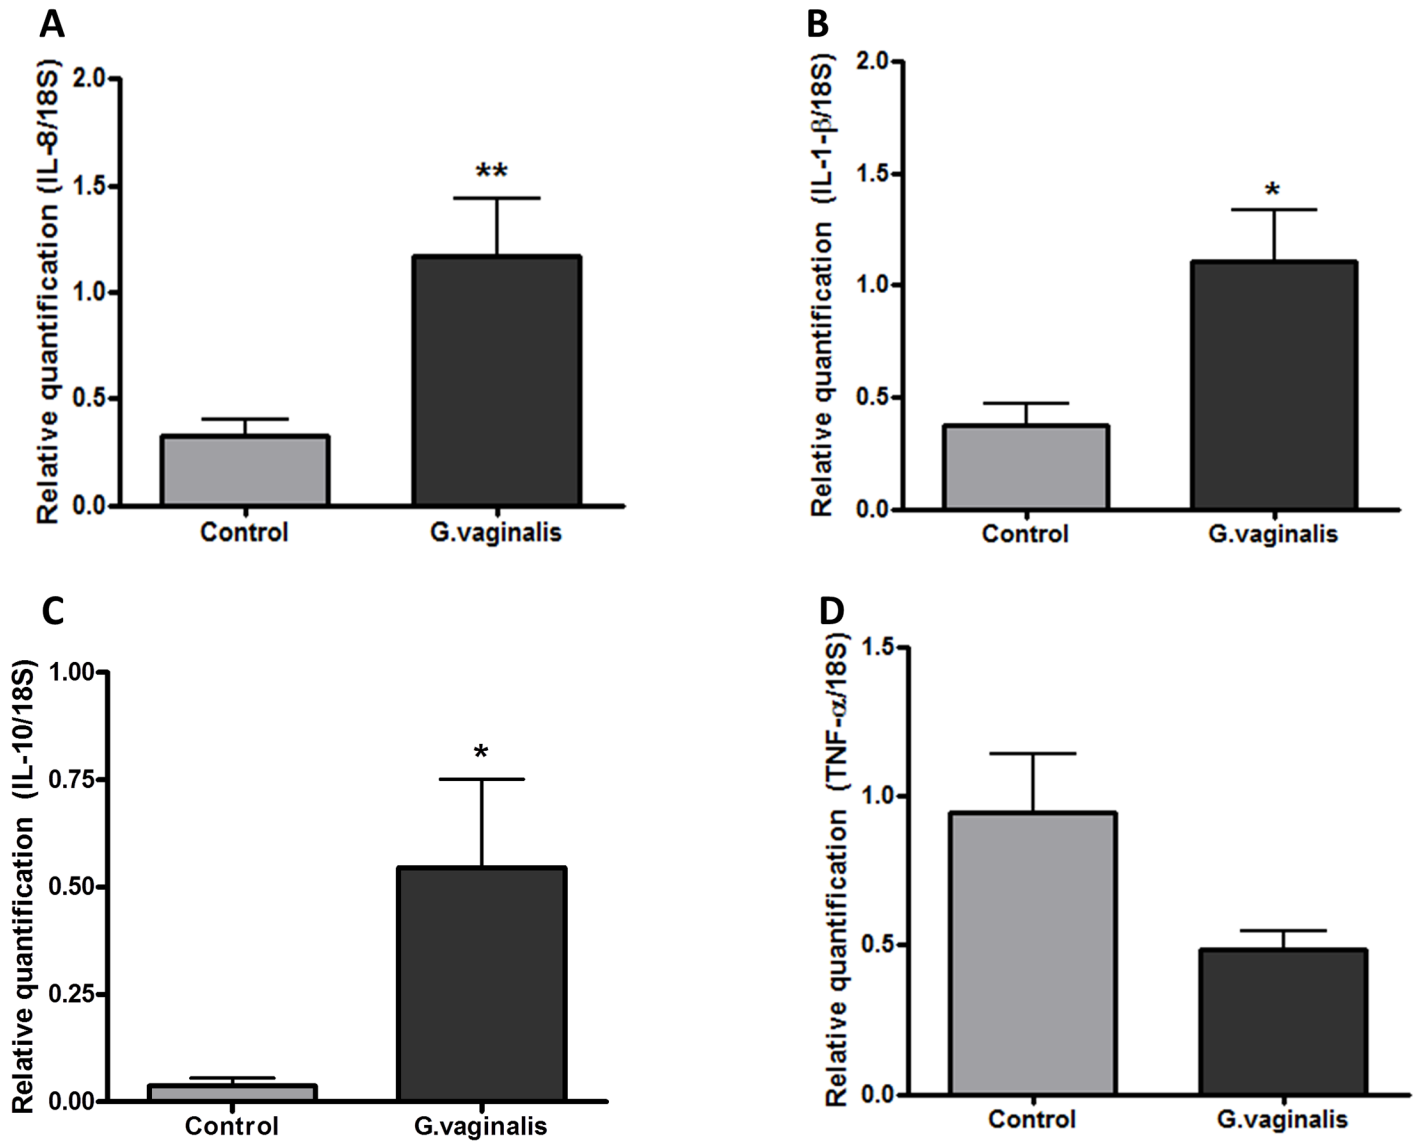 A
Relative quantification (IL-8/18S)
2.0
1.5
1.0
0.5
0.0
**
Control
G.vaginalis
B
Relative quantification (IL-1-β/18S)
2.0
1.5
1.0
0.5
0.0
*
Control
G.vaginalis
C
Relative quantification (IL-10/18S)
1.00
0.75
0.50
0.25
0.00
*
Control
G.vaginalis
D
Relative quantification (TNF-α/18S)
1.5
1.0
0.5
0.0
Control
G.vaginalis